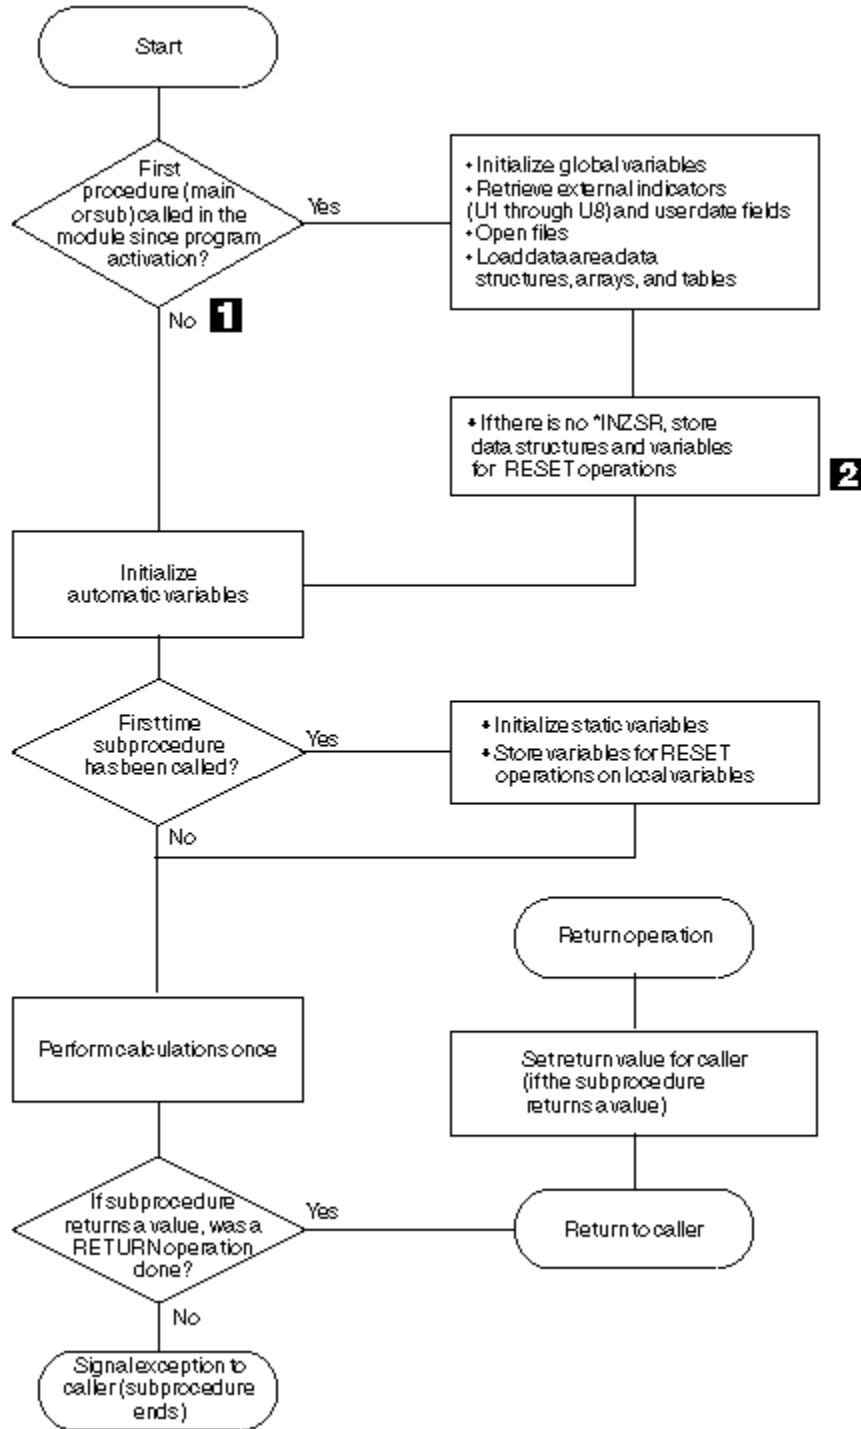 Start
First
procedure (main
or sub) called in the
module since program
activation?
Yes
• Initialize global variables
• Retrieve external indicators
(U1 through U8) and user date fields
• Open files
• Load data area data
structures, arrays, and tables
No 1
• If there is no *INZSR, store
data structures and variables
for RESET operations
2
Initialize
automatic variables
First time
subprocedure
has been called?
Yes
• Initialize static variables
• Store variables for RESET
operations on local variables
No
Return operation
Perform calculations once
Set return value for caller
(if the subprocedure
returns a value)
If subprocedure
returns a value, was a
RETURN operation
done?
Yes
Return to caller
No
Signal exception to
caller (subprocedure
ends)